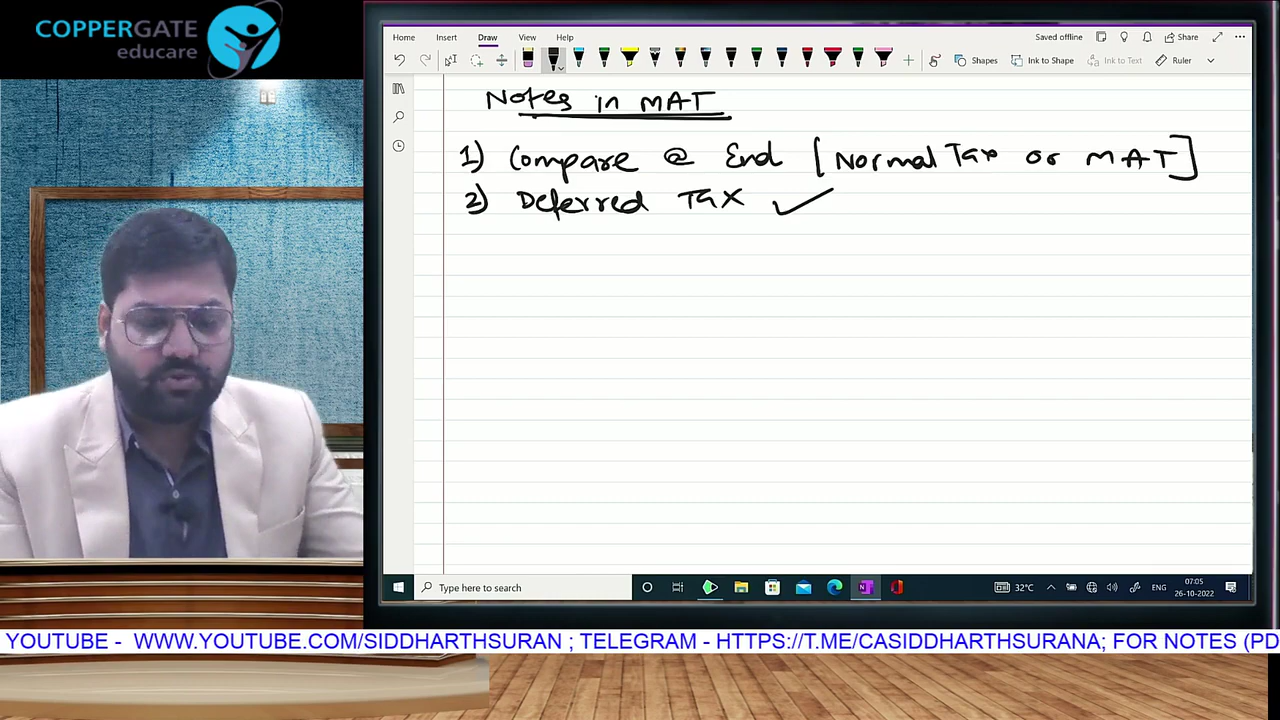 COPPERGATE
educare
Home Insert Draw View Help
Saved offline
Share
Shapes
Ink to Shape
Ink to Text
Ruler
Notes in MAT
1) Compare @ End [Normal Tax or MAT]
2) Deferred Tax ✓
Type here to search
32°C
ENG
07:05
26-10-2022
YOUTUBE - WWW.YOUTUBE.COM/SIDDHARTHSURAN ; TELEGRAM - HTTPS://T.ME/CASIDDHARTHSURANA; FOR NOTES (PD